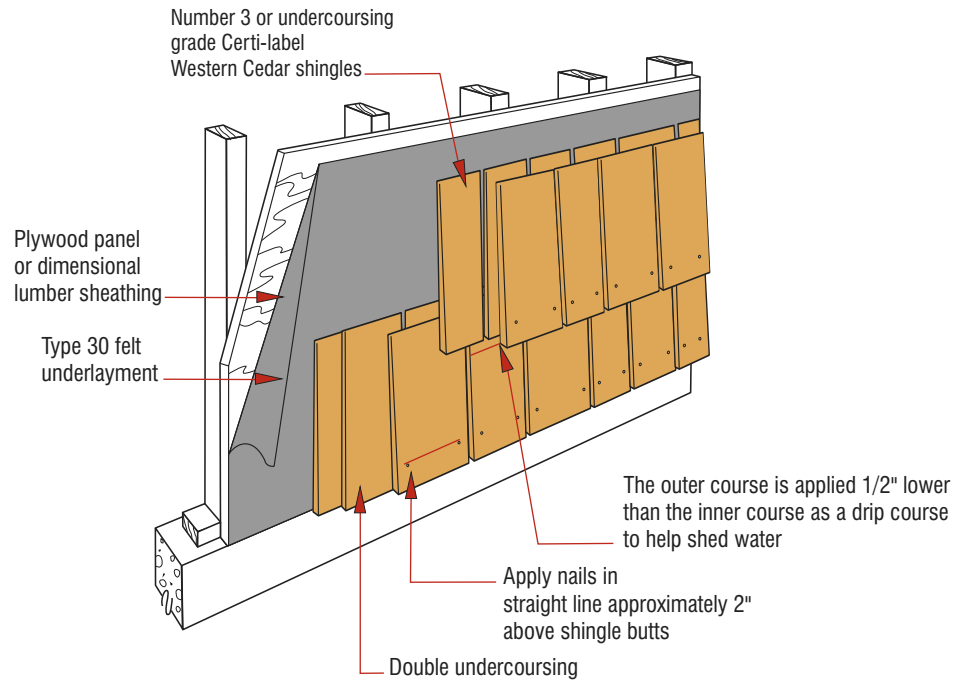 Number 3 or undercoursing
grade Certi-label
Western Cedar shingles
Plywood panel
or dimensional
lumber sheathing
Type 30 felt
underlayment
The outer course is applied 1/2" lower
than the inner course as a drip course
to help shed water
Apply nails in
straight line approximately 2"
above shingle butts
Double undercoursing